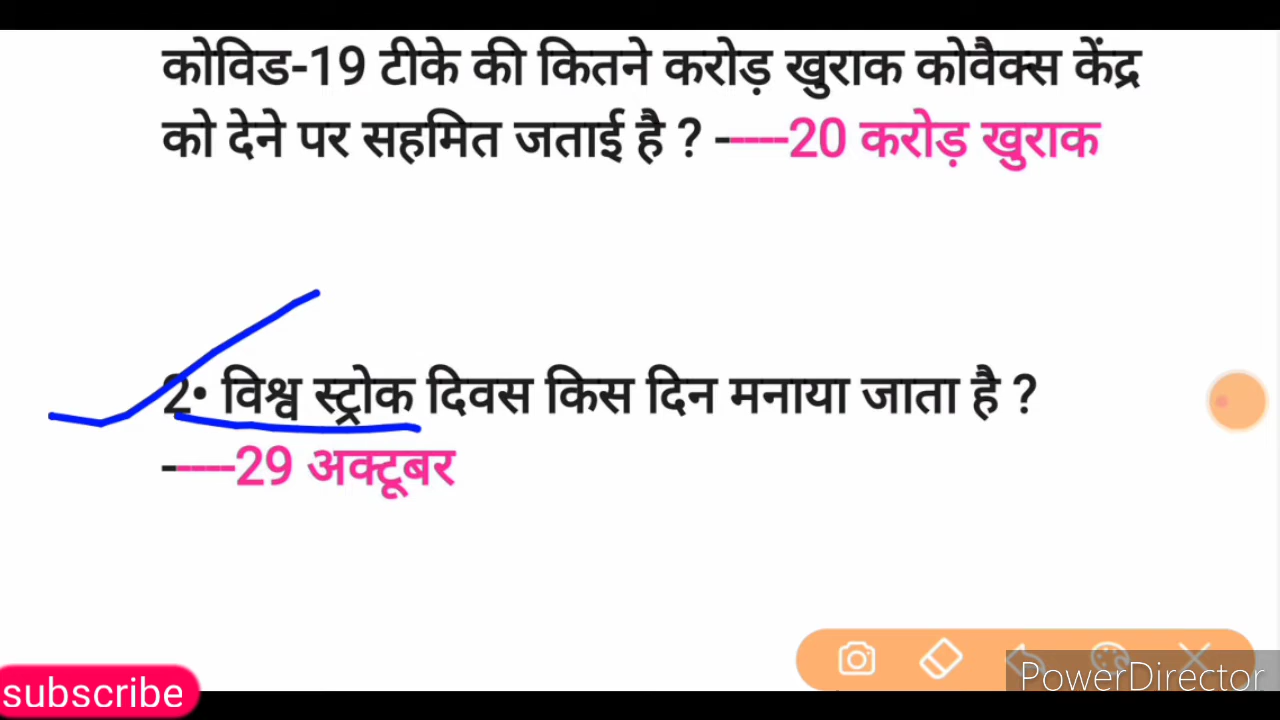 कोविड-19 टीके की कितने करोड़ खुराक कोवैक्स केंद्र
को देने पर सहमित जताई है ? -----20 करोड़ खुराक
2• विश्व स्ट्रोक दिवस किस दिन मनाया जाता है ?
-----29 अक्टूबर
subscribe
PowerDirector